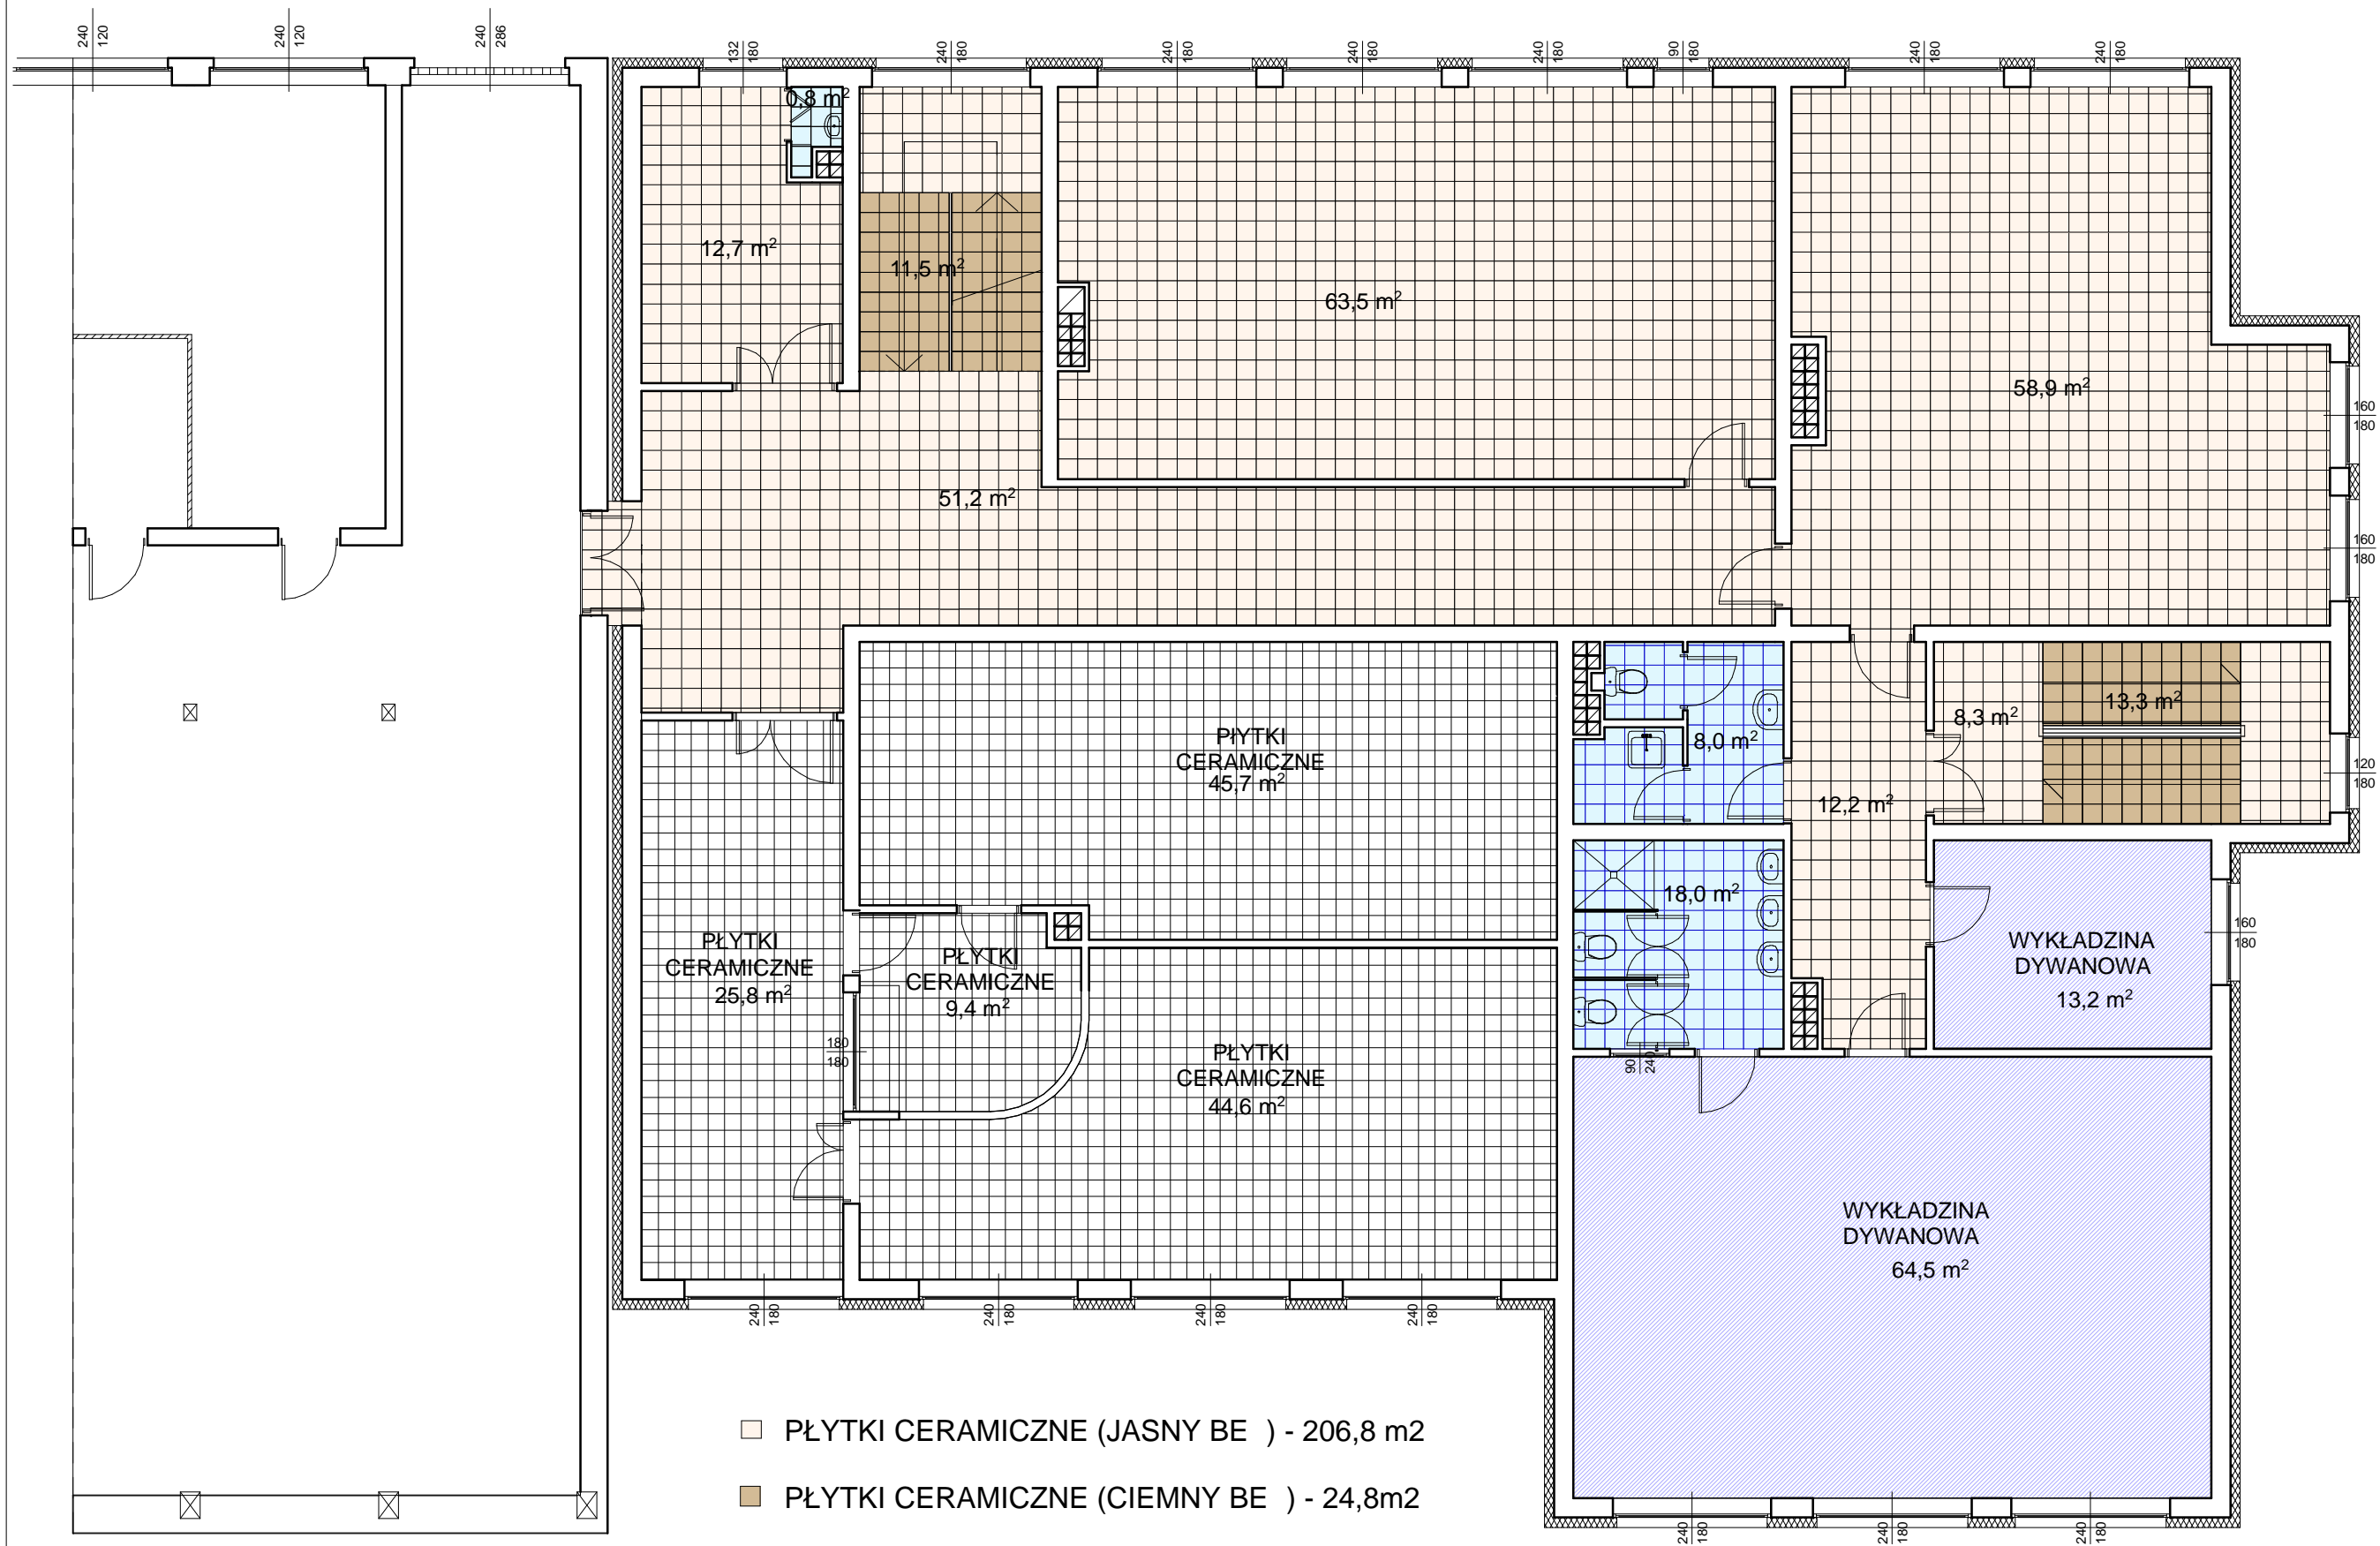 240 120
240 120
240 286
132 180
240 180
240 180
240 180
240 180
90 180
240 180
240 180
0,8 m²
12,7 m²
11,5 m²
63,5 m²
58,9 m²
160
180
51,2 m²
160
180
PłYTKI
CERAMICZNE
45,7 m²
8,0 m²
8,3 m²
13,3 m²
120
180
12,2 m²
18,0 m²
PŁYTKI
CERAMICZNE
25,8 m²
PŁYTKI
CERAMICZNE
9,4 m²
WYKŁADZINA
DYWANOWA
13,2 m²
160
180
180
180
PŁYTKI
CERAMICZNE
44,6 m²
90 240
WYKŁADZINA
DYWANOWA
64,5 m²
240 180
240 180
240 180
240 180
PŁYTKI CERAMICZNE (JASNY BE ) - 206,8 m2
PŁYTKI CERAMICZNE (CIEMNY BE ) - 24,8m2
240 180
240 180
240 180